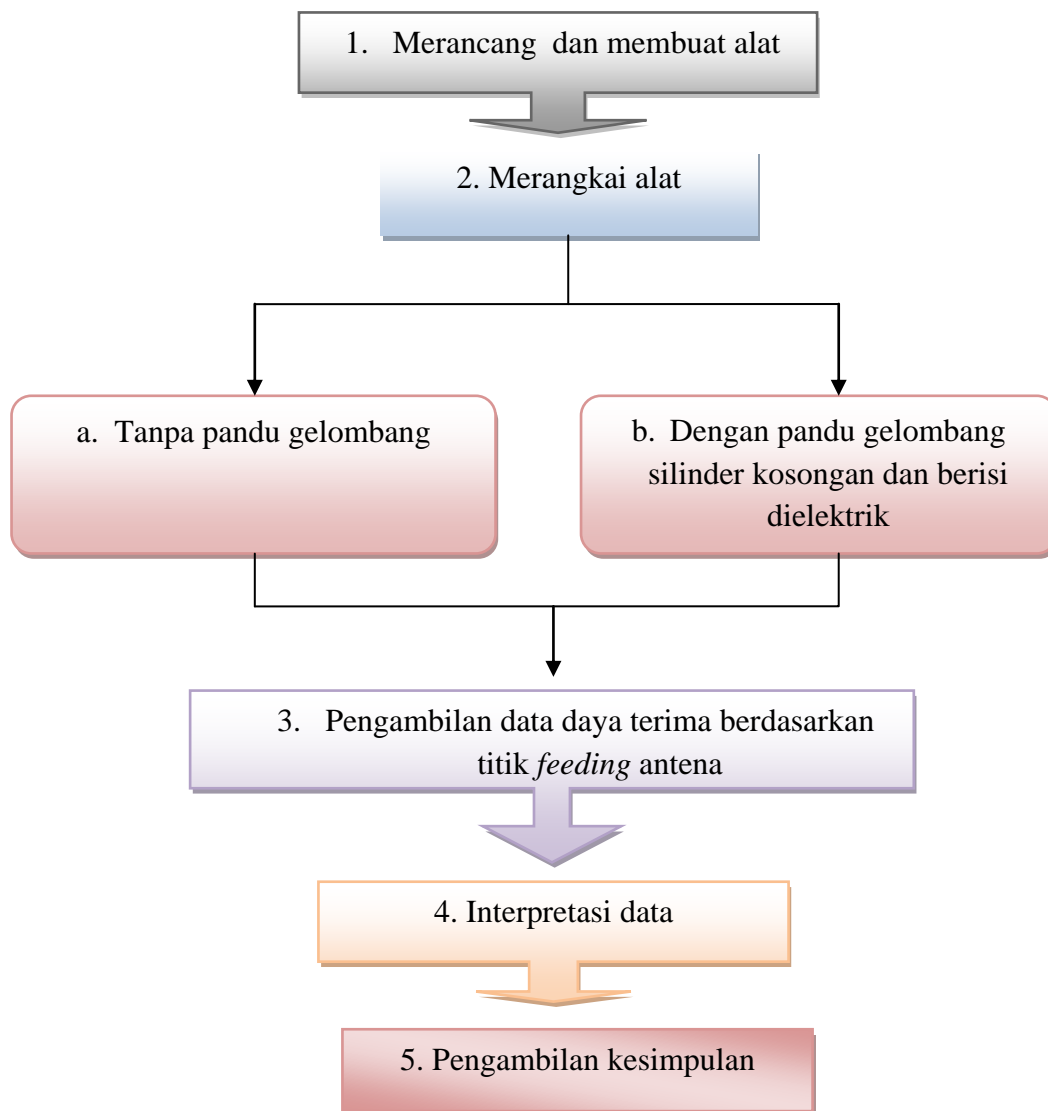 1. Merancang dan membuat alat
2. Merangkai alat
a. Tanpa pandu gelombang
b. Dengan pandu gelombang
silinder kosongan dan berisi
dielektrik
3. Pengambilan data daya terima berdasarkan
titik feeding antena
4. Interpretasi data
5. Pengambilan kesimpulan